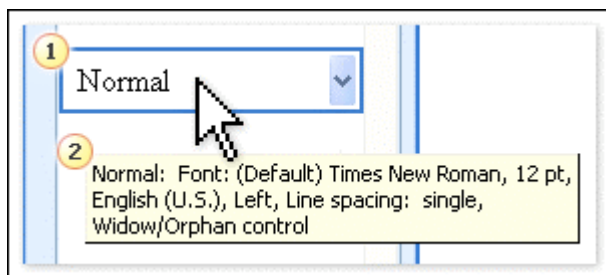 1
Normal
2
Normal:  Font: (Default) Times New Roman, 12 pt,
English (U.S.), Left, Line spacing:  single,
Widow/Orphan control